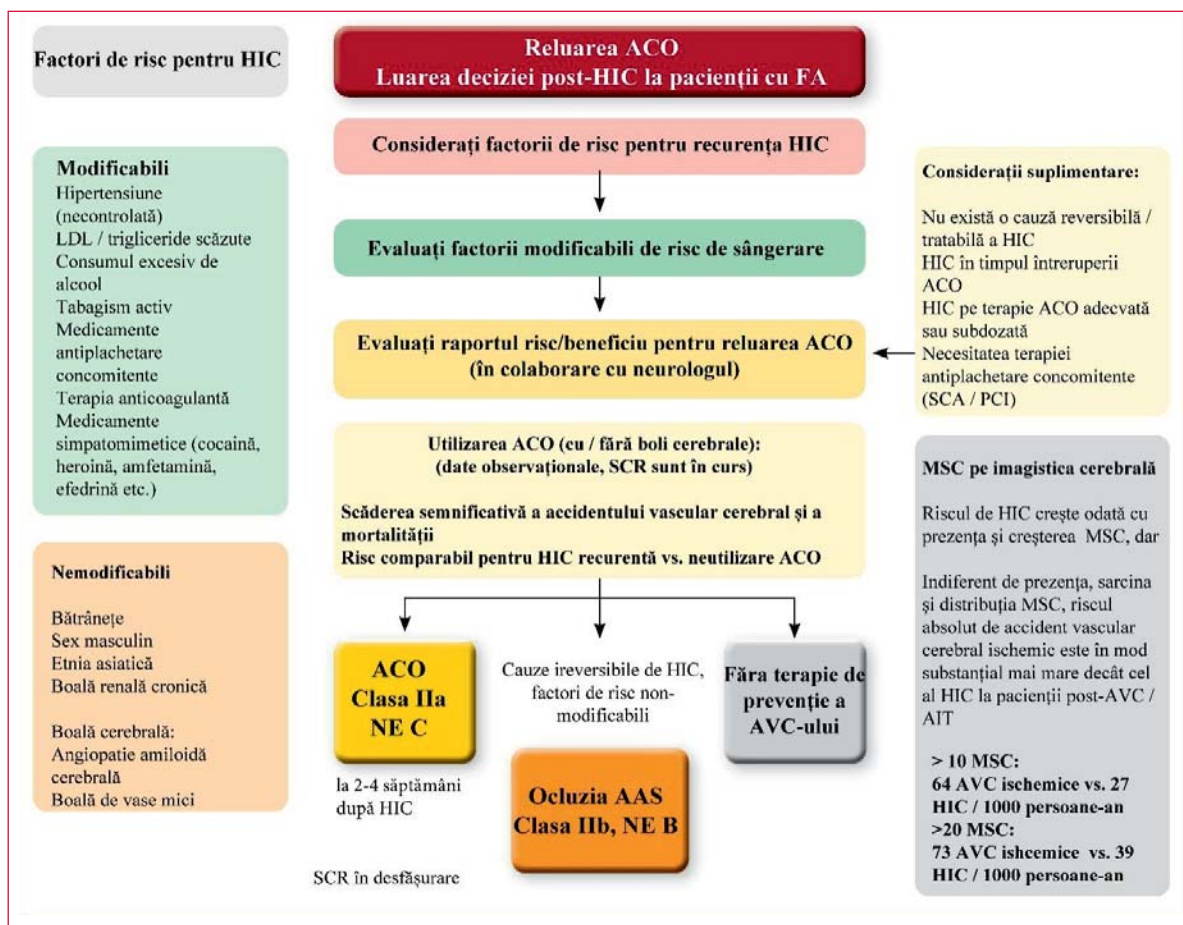 Factori de risc pentru HIC
Reluarea ACO
Luarea deciziei post-HIC la pacienții cu FA
Modificabili
Hipertensiune
(necontrolată)
LDL / trigliceride scăzute
Consumul excesiv de
alcool
Tabagism activ
Medicamente
antiplachetare
concomitente
Terapia anticoagulantă
Medicamente
simpatomimetice (cocaină,
heroină, amfetamină,
efedrină etc.)
Nemodificabili
Bătrânețe
Sex masculin
Etnia asiatică
Boală renală cronică
Boală cerebrală:
Angiopatie amiloidă
cerebrală
Boală de vase mici
Considerați factorii de risc pentru recurența HIC
Evaluați factorii modificabili de risc de sângerare
Evaluați raportul risc/beneficiu pentru reluarea ACO
(în colaborare cu neurologul)
Utilizarea ACO (cu / fără boli cerebrale):
(date observaționale, SCR sunt în curs)
Scăderea semnificativă a accidentului vascular cerebral și a
mortalității
Risc comparabil pentru HIC recurentă vs. neutilizare ACO
ACO
Clasa IIa
NE C
la 2-4 săptămâni
după HIC
Cauze ireversibile de HIC,
factori de risc non-
modificabili
Ocluzia AAS
Clasa IIb, NE B
Făra terapie de
prevenție a
AVC-ului
SCR în desfășurare
Considerații suplimentare:
Nu există o cauză reversibilă /
tratabilă a HIC
HIC în timpul întreruperii
ACO
HIC pe terapie ACO adecvată
sau subdozată
Necesitatea terapiei
antiplachetare concomitente
(SCA / PCI)
MSC pe imagistica cerebrală
Riscul de HIC crește odată cu
prezența și creșterea MSC, dar
Indiferent de prezența, sarcina
și distribuția MSC, riscul
absolut de accident vascular
cerebral ischemic este în mod
substanțial mai mare decât cel
al HIC la pacienții post-AVC /
AIT
> 10 MSC:
64 AVC ischemice vs. 27
HIC / 1000 persoane-an
>20 MSC:
73 AVC ishcemice vs. 39
HIC / 1000 persoane-an